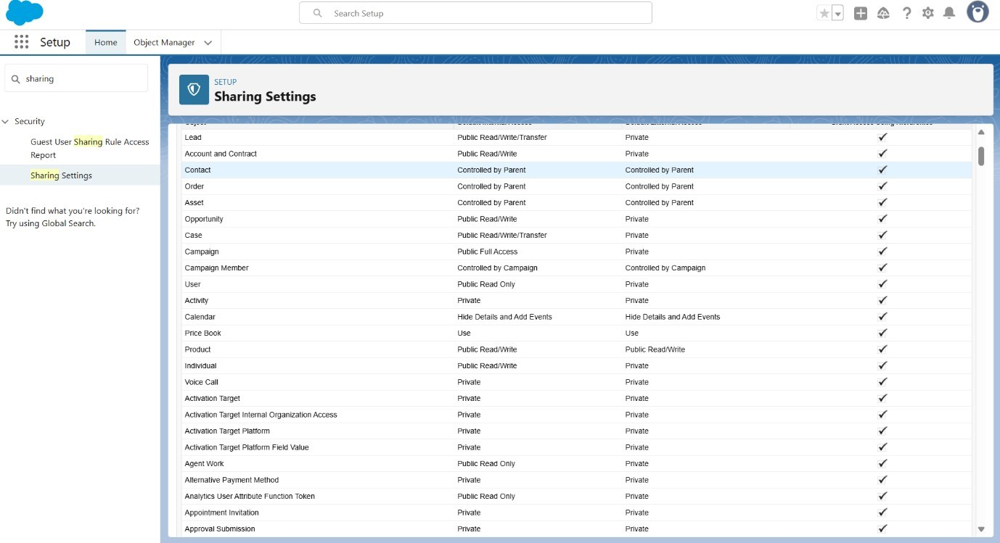 Search Setup
Setup
Home
Object Manager
sharing
Security
Guest User Sharing Rule Access
Report
Sharing Settings
Didn't find what you're looking for?
Try using Global Search.
SETUP
Sharing Settings
Lead Public Read/Write/Transfer Private
Account and Contract Public Read/Write Private
Contact Controlled by Parent Controlled by Parent
Order Controlled by Parent Controlled by Parent
Asset Controlled by Parent Controlled by Parent
Opportunity Public Read/Write Private
Case Public Read/Write/Transfer Private
Campaign Public Full Access Private
Campaign Member Controlled by Campaign Controlled by Campaign
User Public Read Only Private
Activity Private Private
Calendar Hide Details and Add Events Hide Details and Add Events
Price Book Use Use
Product Public Read/Write Public Read/Write
Individual Public Read/Write Private
Voice Call Private Private
Activation Target Private Private
Activation Target Internal Organization Access Private Private
Activation Target Platform Private Private
Activation Target Platform Field Value Private Private
Agent Work Public Read Only Private
Alternative Payment Method Private Private
Analytics User Attribute Function Token Public Read Only Private
Appointment Invitation Private Private
Approval Submission Private Private